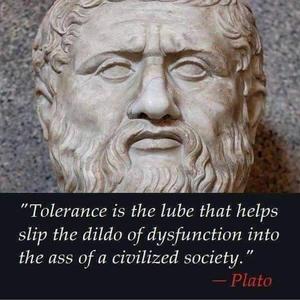 "Tolerance is the lube that helps
slip the dildo of dysfunction into
the ass of a civilized society."
— Plato